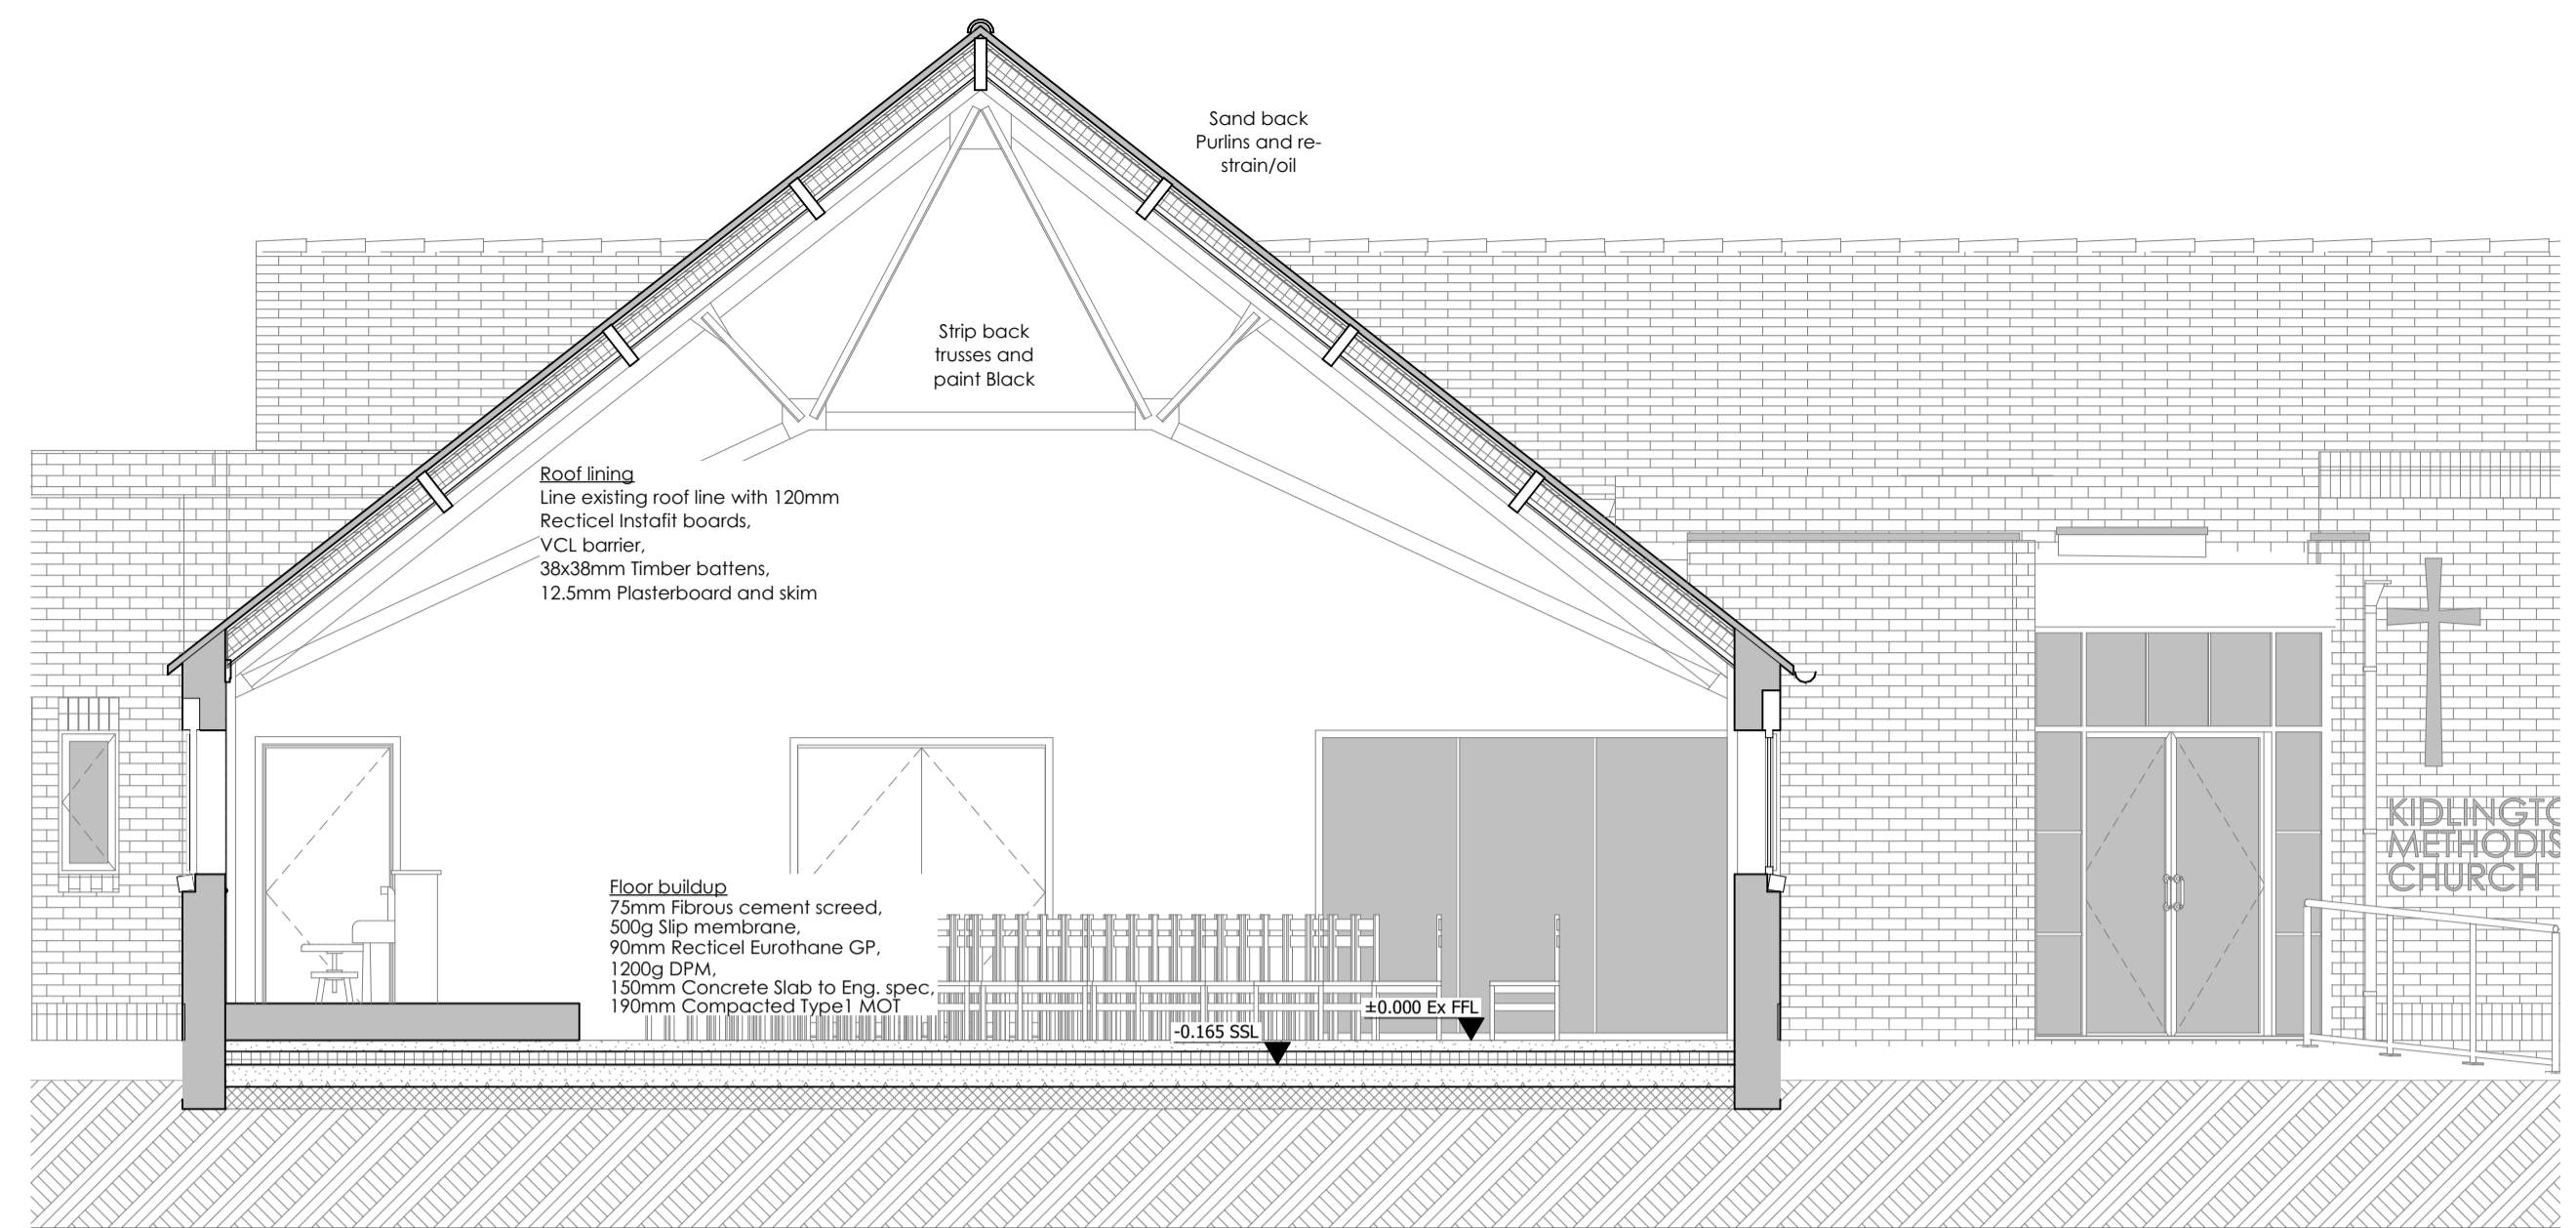 Sand back
Purlins and re-
strain/oil
Strip back
trusses and
paint Black
Roof lining
Line existing roof line with 120mm
Recticel Instafit boards,
VCL barrier,
38x38mm Timber battens,
12.5mm Plasterboard and skim
KIDLINGTO
METHODIS
CHURCH
Floor buildup
75mm Fibrous cement screed,
500g Slip membrane,
90mm Recticel Eurothane GP,
1200g DPM,
150mm Concrete Slab to Eng. spec,
190mm Compacted Type1 MOT
±0.000 Ex FFL
-0.165 SSL